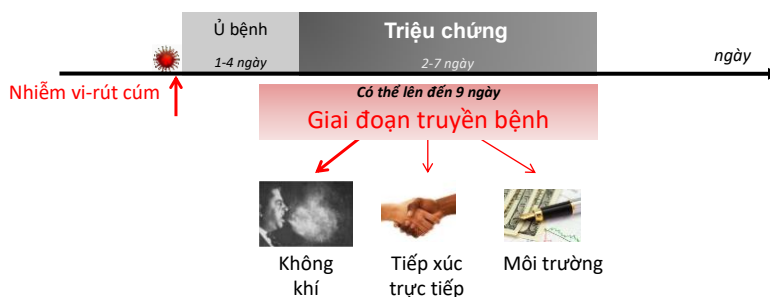 Ủ bệnh
1-4 ngày
Triệu chứng
2-7 ngày
ngày
Nhiễm vi-rút cúm
Có thể lên đến 9 ngày
Giai đoạn truyền bệnh
Không
khí
Tiếp xúc
trực tiếp
Môi trường